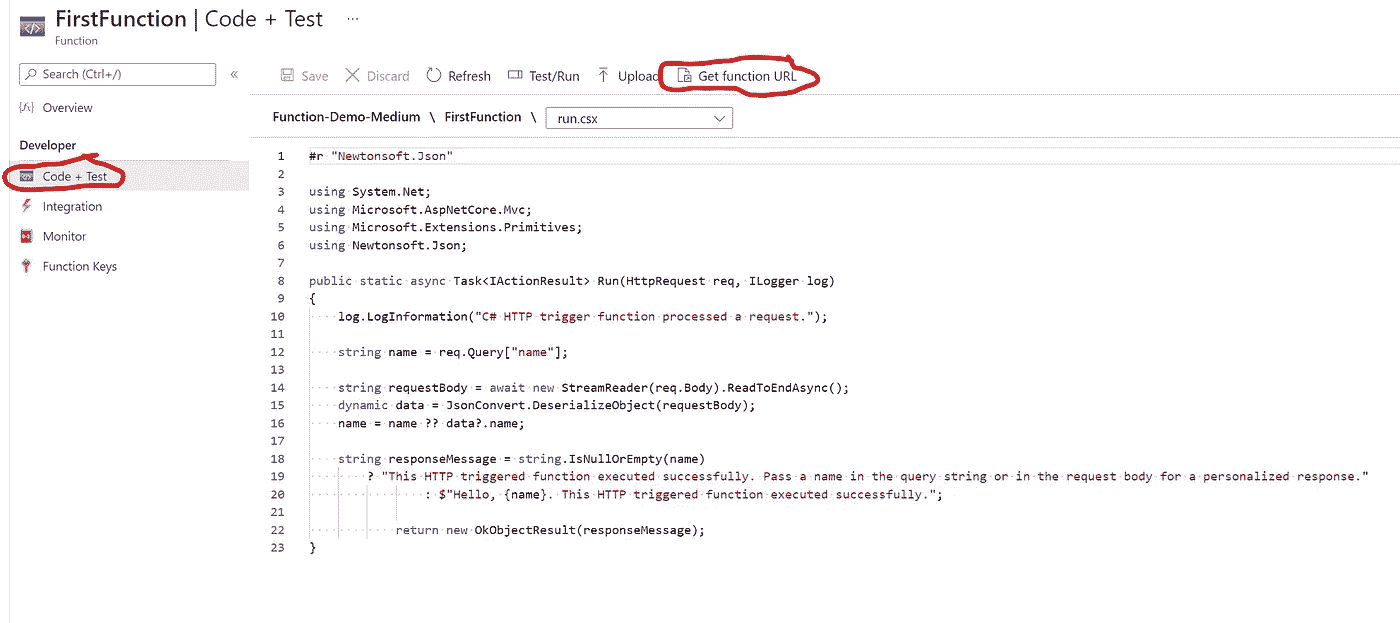 FirstFunction | Code + Test ...
Function
Search (Ctrl+/)
«
Save Discard Refresh Test/Run Upload Get function URL
Overview
Developer
Code + Test
Integration
Monitor
Function Keys
Function-Demo-Medium \ FirstFunction \ run.csx
1 #r "Newtonsoft.Json"
2
3 using System.Net;
4 using Microsoft.AspNetCore.Mvc;
5 using Microsoft.Extensions.Primitives;
6 using Newtonsoft.Json;
7
8 public static async Task<IActionResult> Run(HttpRequest req, ILogger log)
9 {
10     log.LogInformation("C# HTTP trigger function processed a request.");
11
12     string name = req.Query["name"];
13
14     string requestBody = await new StreamReader(req.Body).ReadToEndAsync();
15     dynamic data = JsonConvert.DeserializeObject(requestBody);
16     name = name ?? data?.name;
17
18     string responseMessage = string.IsNullOrEmpty(name)
19         ? "This HTTP triggered function executed successfully. Pass a name in the query string or in the request body for a personalized response."
20                 : $"Hello, {name}. This HTTP triggered function executed successfully.";
21
22             return new OkObjectResult(responseMessage);
23 }